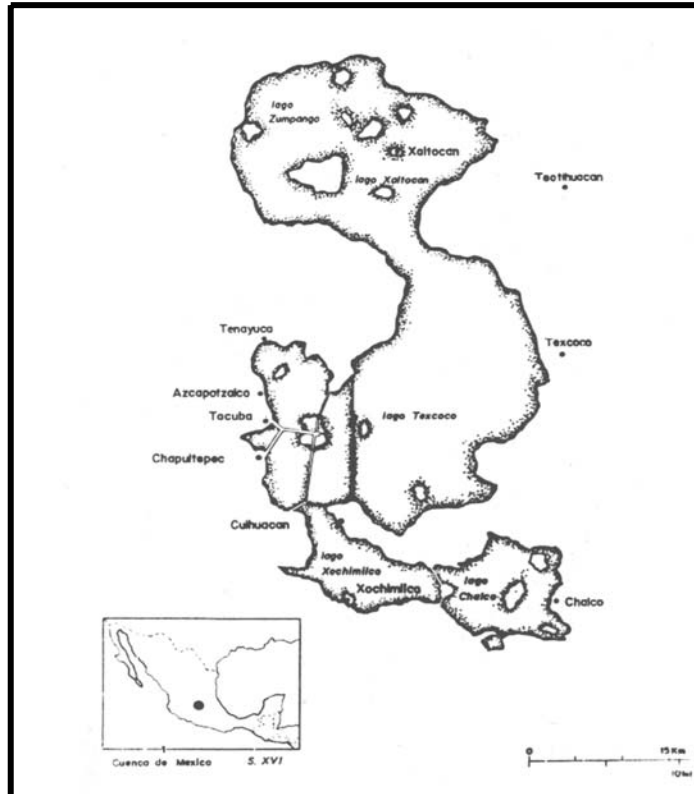 lago
Zumpango
Xaltocan
lago Xaltocan
Teotihuacan
Tenayuca
Texcoco
Azcapotzalco
Tacuba
lago Texcoco
Chapultepec
Culhuacan
lago
Xochimilco
Xochimilco
lago
Chalco
Chalco
0 15 Km
Cuenca de Mexico S. XVI